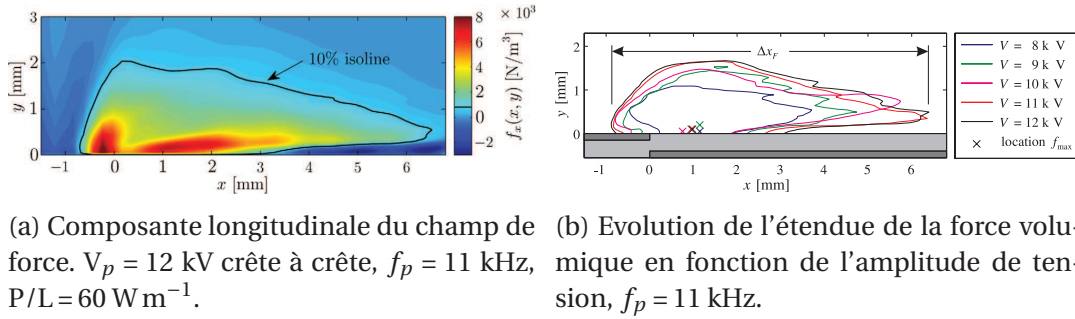 3
2
1
0
y [mm]
−1 0 1 2 3 4 5 6
x [mm]
10% isoline
8
6
4
2
0
−2
× 10³
fₓ(x, y) [N/m³]
2
1
0
y [mm]
Δx_F
-1 0 1 2 3 4 5 6
x [mm]
V = 8 k V
V = 9 k V
V = 10 k V
V = 11 k V
V = 12 k V
× location f_max
(a) Composante longitudinale du champ de
force. Vₚ = 12 kV crête à crête, fₚ = 11 kHz,
P/L = 60 W m⁻¹.
(b) Evolution de l’étendue de la force volu-
mique en fonction de l’amplitude de ten-
sion, fₚ = 11 kHz.